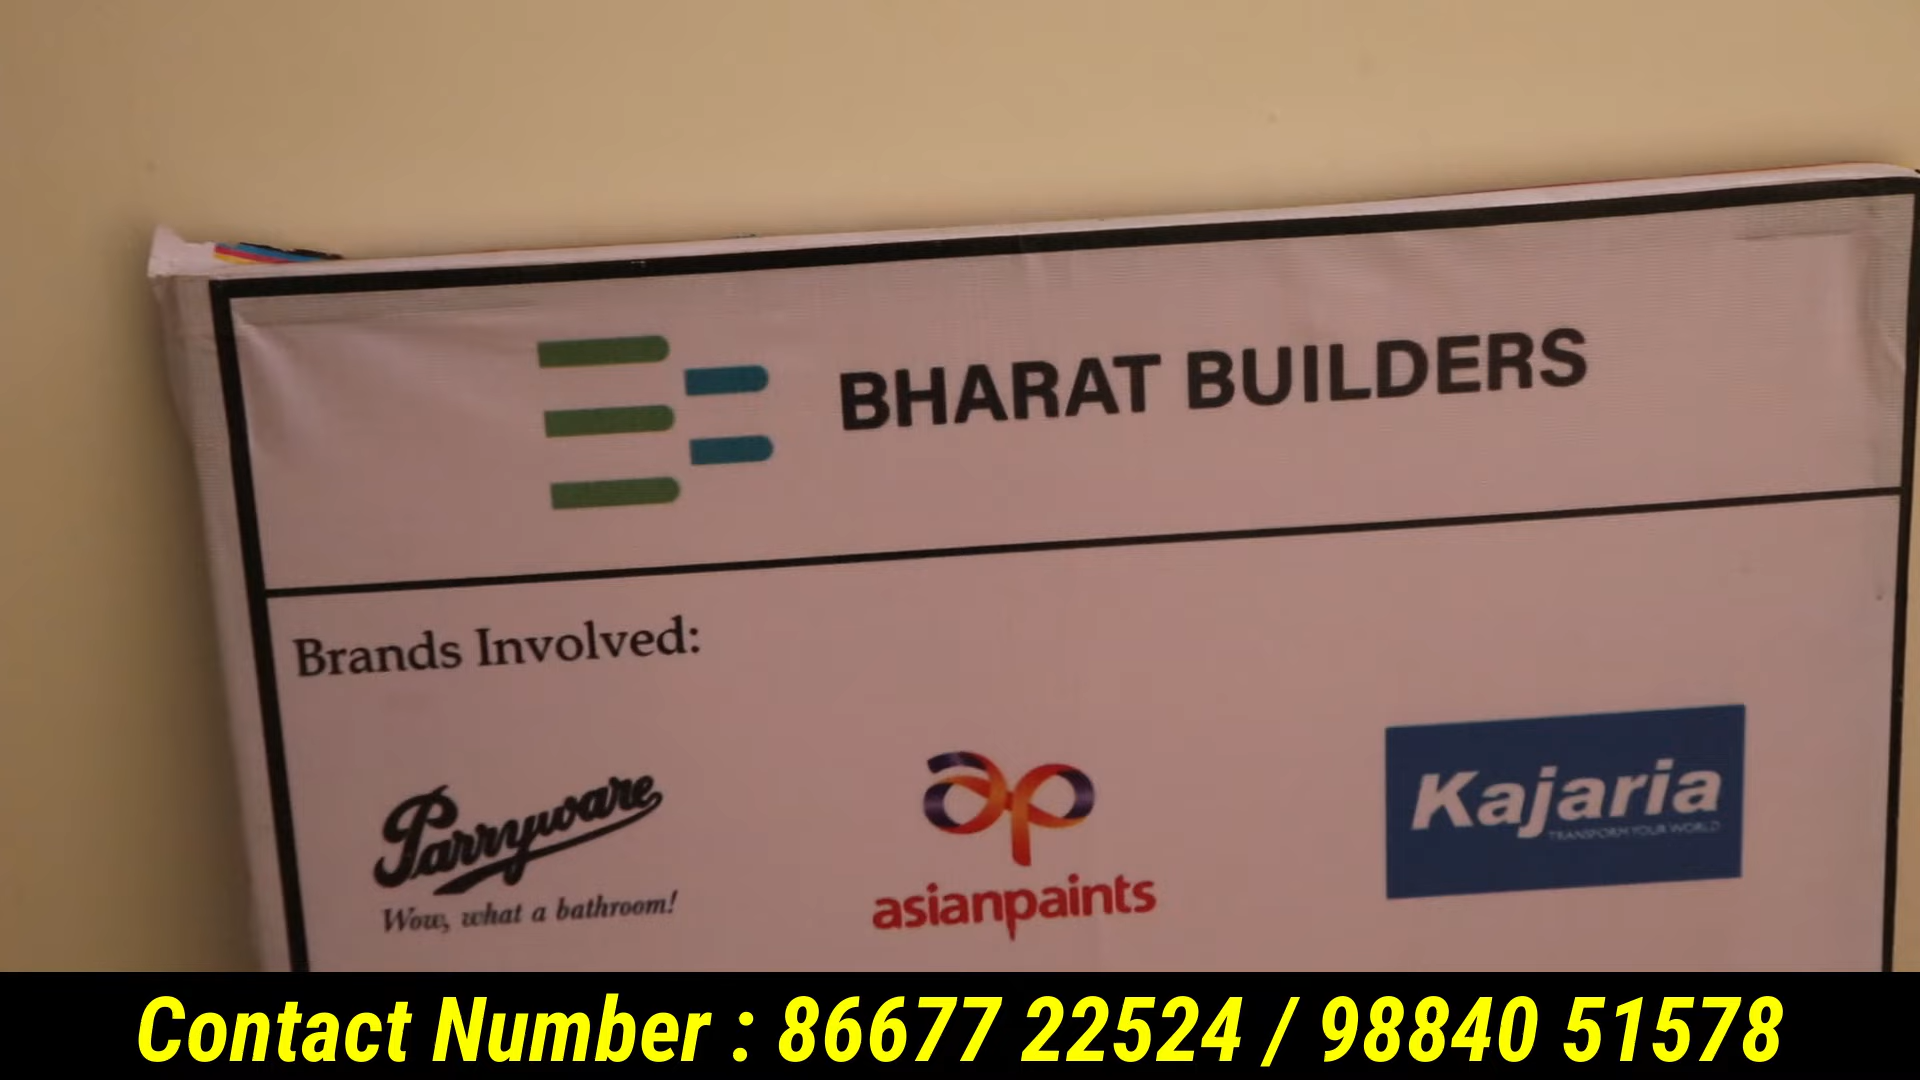 BHARAT BUILDERS
Brands Involved:
Parryware
Wow, what a bathroom!
ap
asianpaints
Kajaria
TRANSFORM YOUR WORLD
Contact Number : 86677 22524 / 98840 51578